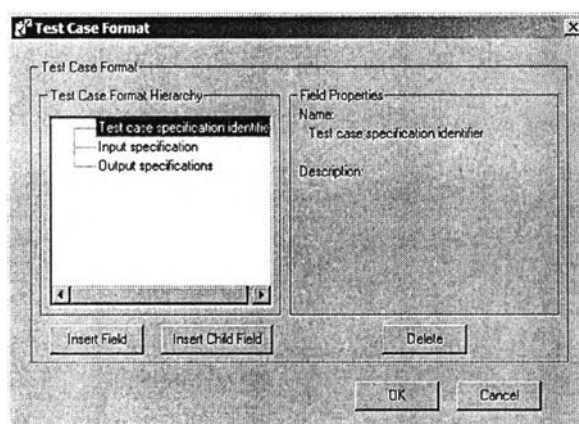 Test Case Format
Test Case Format
Test Case Format Hierarchy
Test case specification identifie
Input specification
Output specifications
Field Properties
Name:
Test case specification identifier
Description:
Insert Field
Insert Child Field
Delete
OK
Cancel